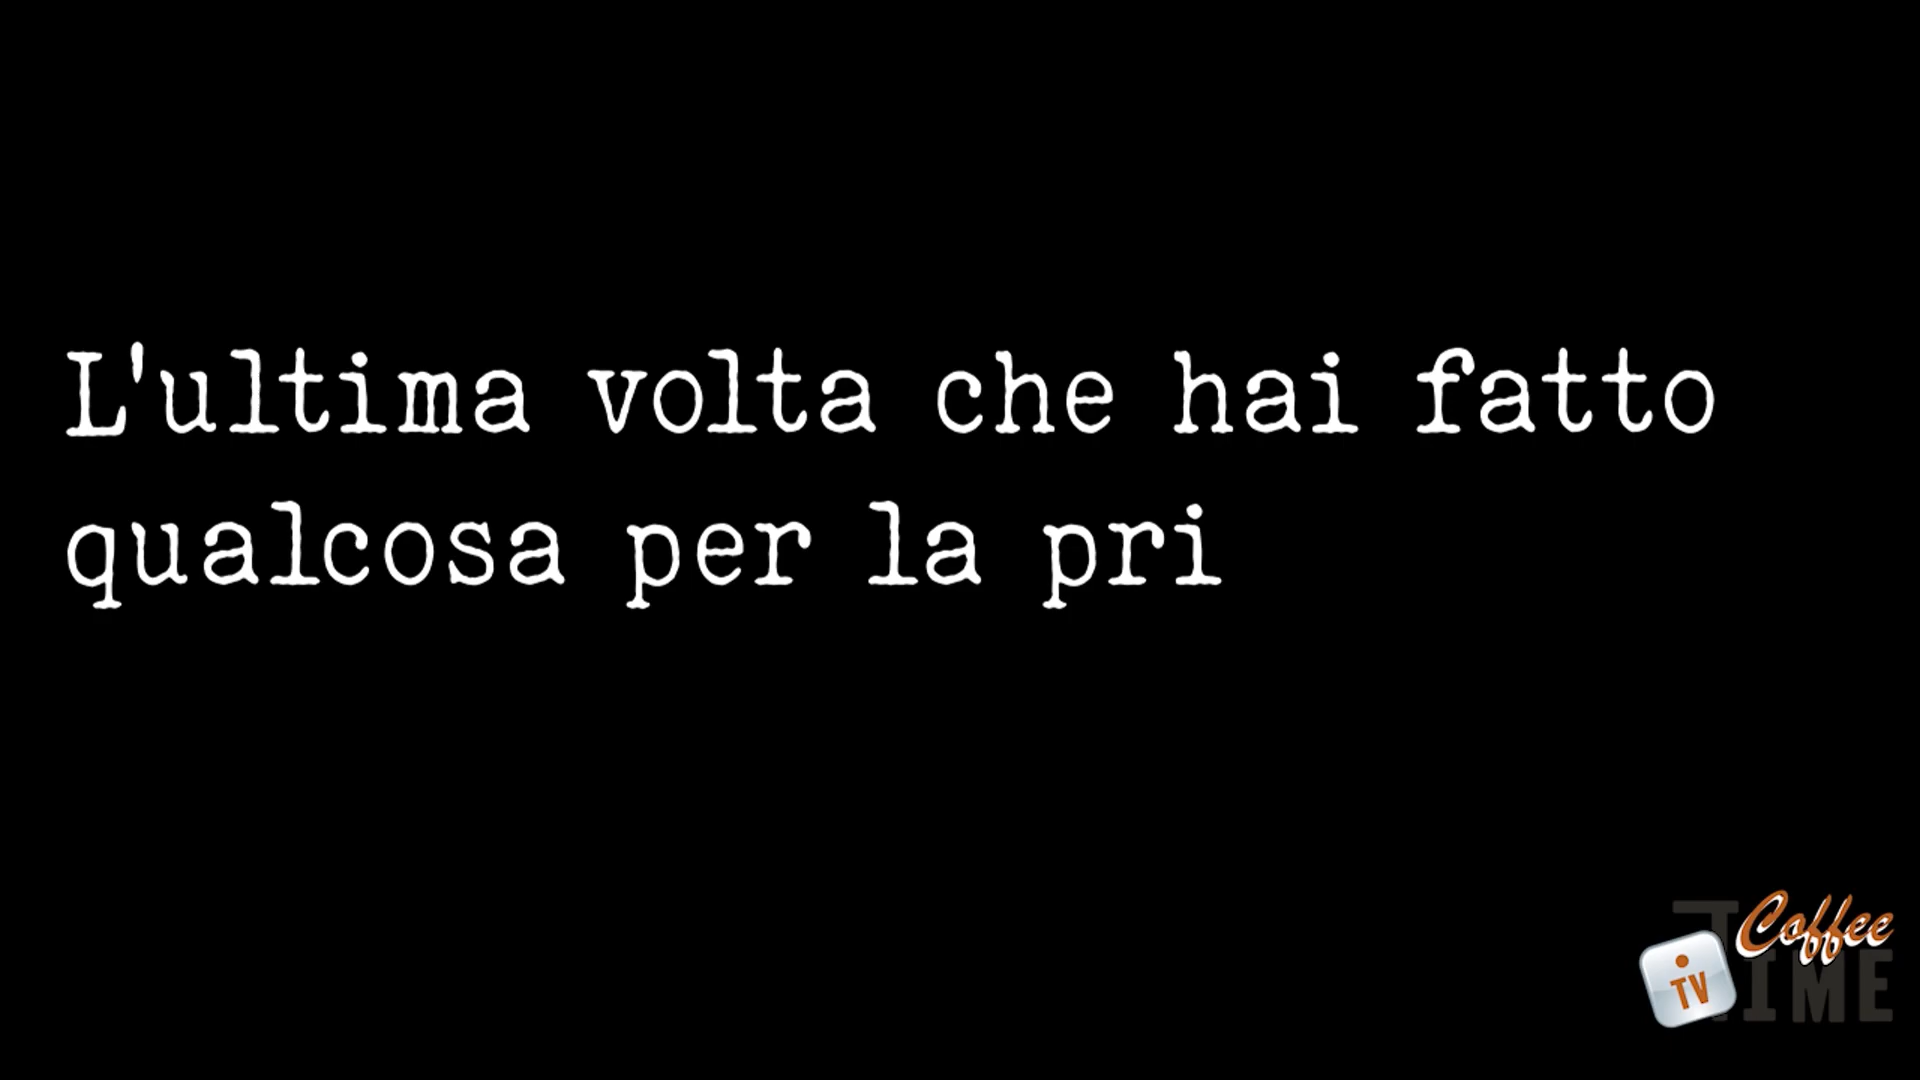 L'ultima volta che hai fatto
qualcosa per la pri
Coffee
TIME
TV